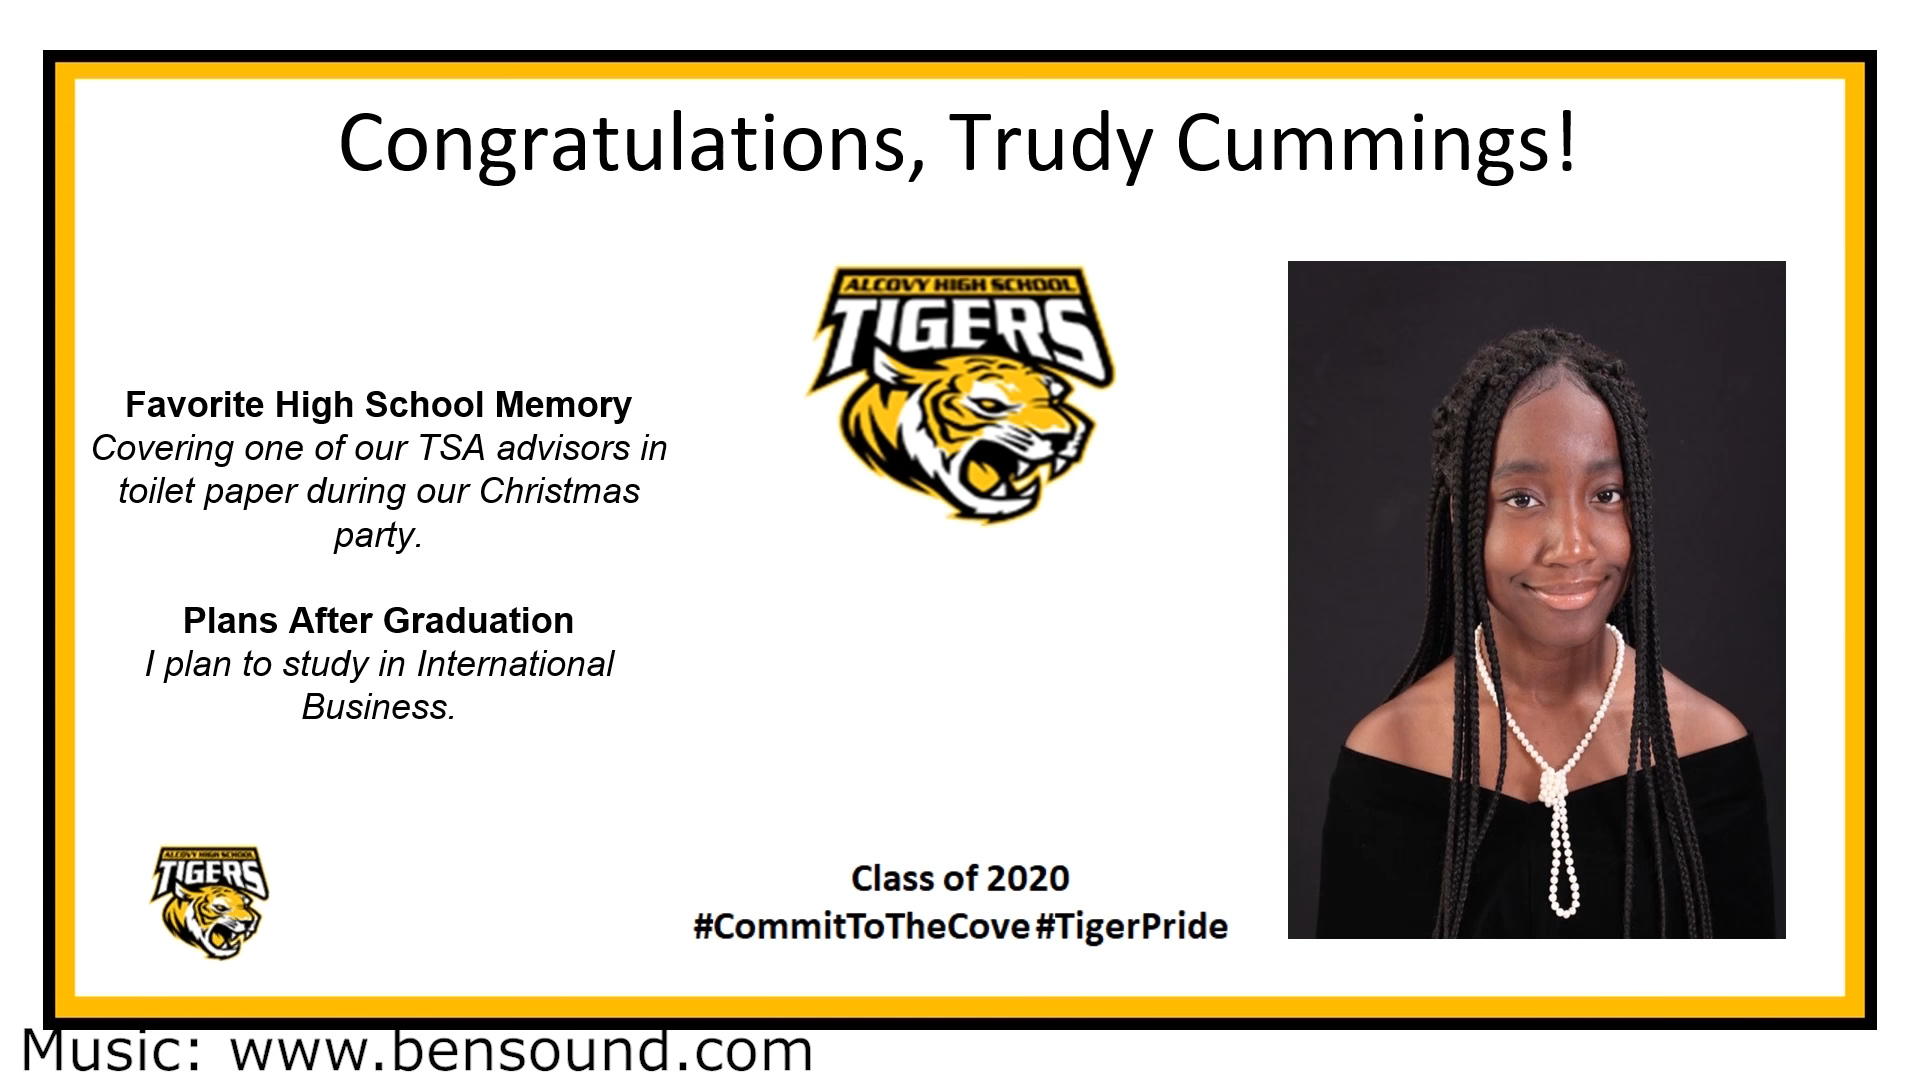 Congratulations, Trudy Cummings!
ALCOVY HIGH SCHOOL
TIGERS
Favorite High School Memory
Covering one of our TSA advisors in
toilet paper during our Christmas
party.
Plans After Graduation
I plan to study in International
Business.
ALCOVY HIGH SCHOOL
TIGERS
Class of 2020
#CommitToTheCove #TigerPride
Music: www.bensound.com